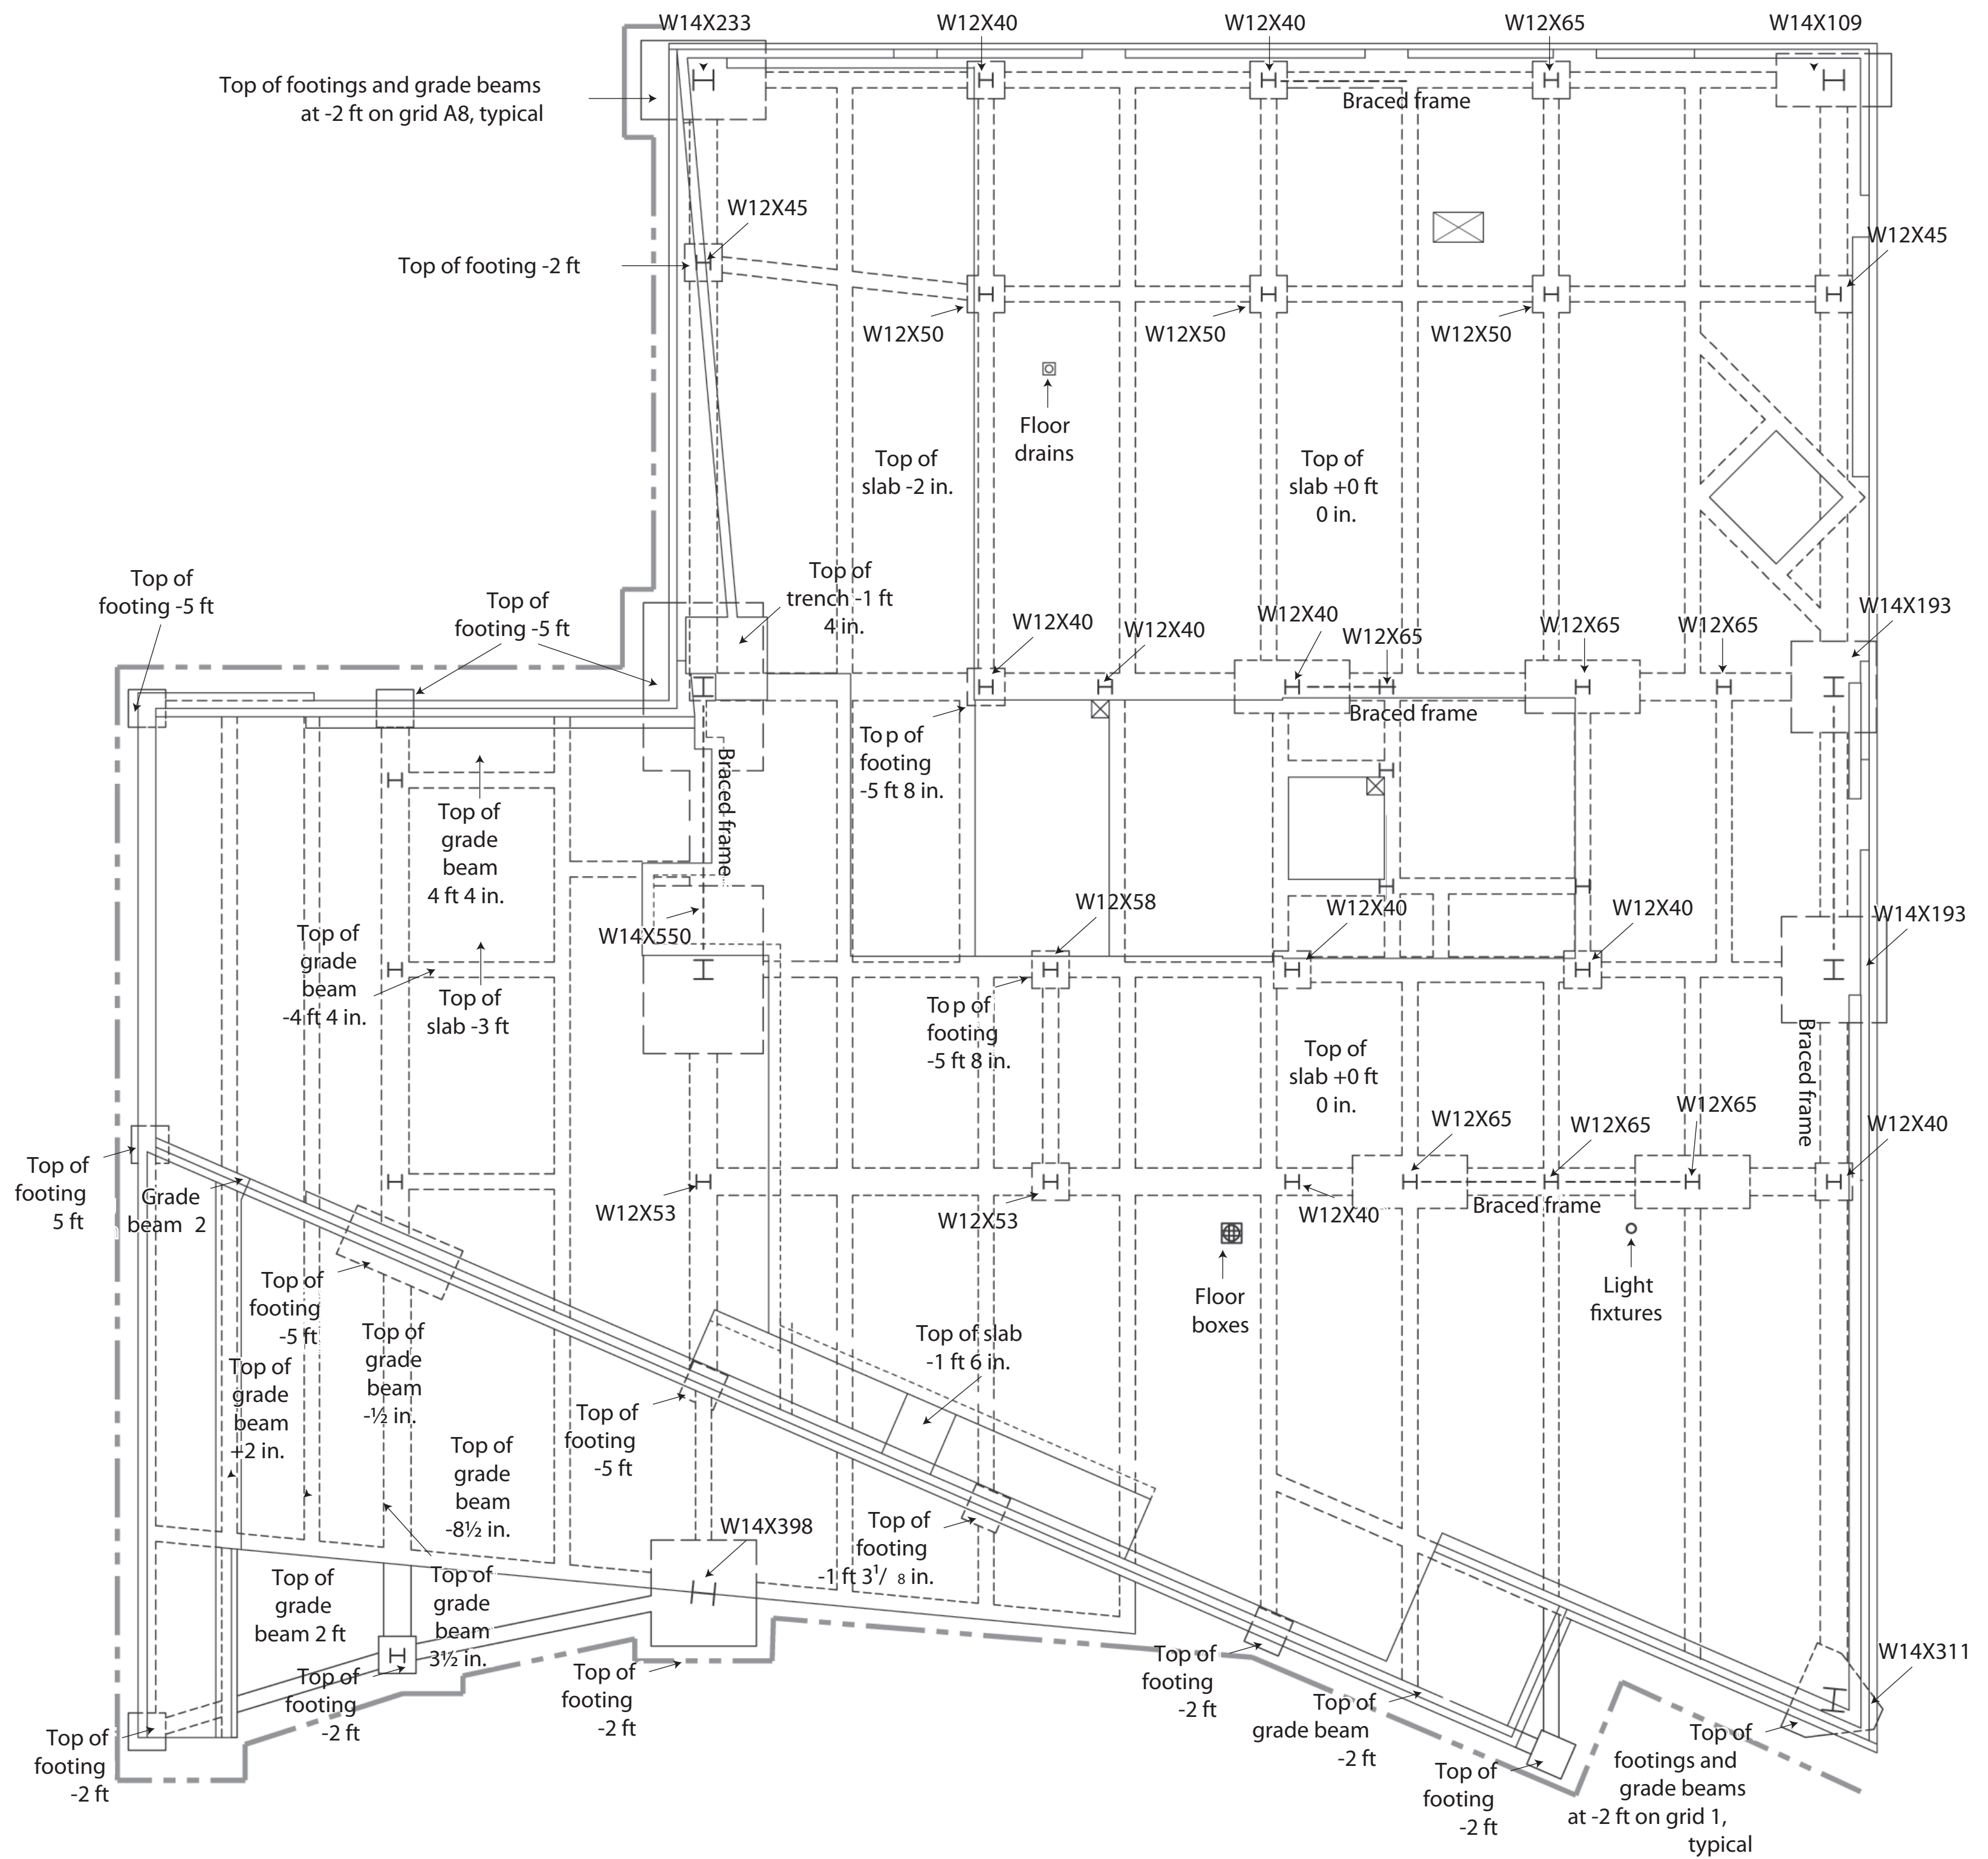 W14X233
W12X40
W12X40
W12X65
W14X109
Top of footings and grade beams
at -2 ft on grid A8, typical
Braced frame
W12X45
W12X45
Top of footing -2 ft
W12X50
W12X50
W12X50
Floor
drains
Top of
slab -2 in.
Top of
slab +0 ft
0 in.
Top of
footing -5 ft
Top of
footing -5 ft
Top of
trench -1 ft
4 in.
W12X40
W12X40
W12X40
W12X65
W12X65
W12X65
W14X193
Braced frame
Top of
footing
-5 ft 8 in.
Braced frame
Top of
grade
beam
4 ft 4 in.
W12X58
W12X40
W12X40
W14X193
W14X550
Top of
grade
beam
-4 ft 4 in.
Top of
slab -3 ft
Top of
footing
-5 ft 8 in.
Top of
slab +0 ft
0 in.
Braced frame
W12X65
W12X65
W12X65
W12X40
Top of
footing
5 ft
Grade
beam 2
W12X53
W12X53
W12X40
Braced frame
Top of
footing
-5 ft
Floor
boxes
Light
fixtures
Top of
grade
beam
-½ in.
Top of slab
-1 ft 6 in.
Top of
grade
beam
+2 in.
Top of
footing
-5 ft
Top of
grade
beam
-8½ in.
W14X398
Top of
footing
-1 ft 3¹/ 8 in.
Top of
grade
beam 2 ft
Top of
grade
beam
3½ in.
Top of
footing
-2 ft
Top of
footing
-2 ft
Top of
footing
-2 ft
W14X311
Top of
grade beam
-2 ft
Top of
footing
-2 ft
Top of
footing
-2 ft
Top of
footings and
grade beams
at -2 ft on grid 1,
typical